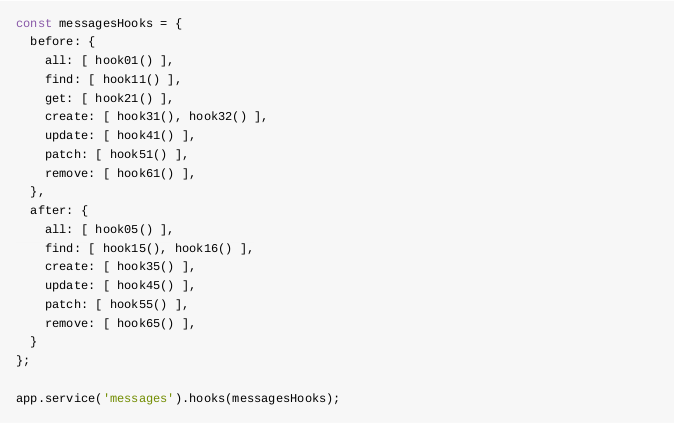 const messagesHooks = {
  before: {
    all: [ hook01() ],
    find: [ hook11() ],
    get: [ hook21() ],
    create: [ hook31(), hook32() ],
    update: [ hook41() ],
    patch: [ hook51() ],
    remove: [ hook61() ],
  },
  after: {
    all: [ hook05() ],
    find: [ hook15(), hook16() ],
    create: [ hook35() ],
    update: [ hook45() ],
    patch: [ hook55() ],
    remove: [ hook65() ],
  }
};

app.service('messages').hooks(messagesHooks);